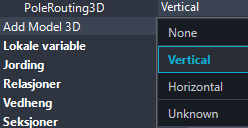 PoleRouting3D
Vertical
Add Model 3D
None
Lokale variable
Vertical
Jording
Horizontal
Relasjoner
Vedheng
Unknown
Seksjoner